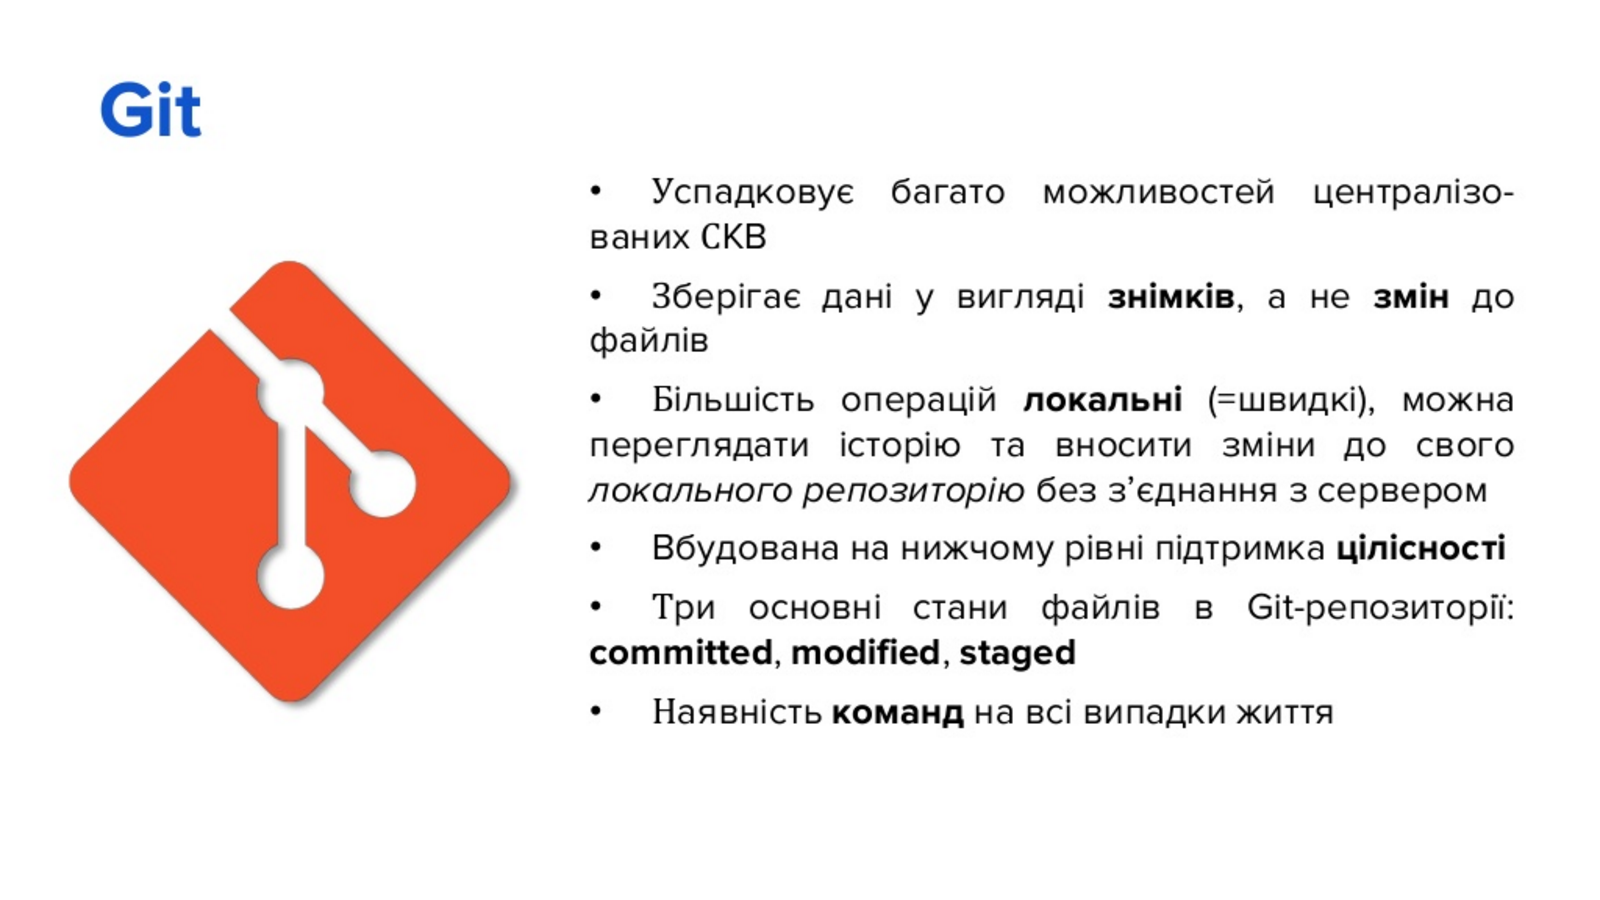 Git
• Успадковує багато можливостей централізо-
ваних СКВ
• Зберігає дані у вигляді знімків, а не змін до
файлів
• Більшість операцій локальні (=швидкі), можна
переглядати історію та вносити зміни до свого
локального репозиторію без з’єднання з сервером
• Вбудована на нижчому рівні підтримка цілісності
• Три основні стани файлів в Git-репозиторії:
committed, modified, staged
• Наявність команд на всі випадки життя